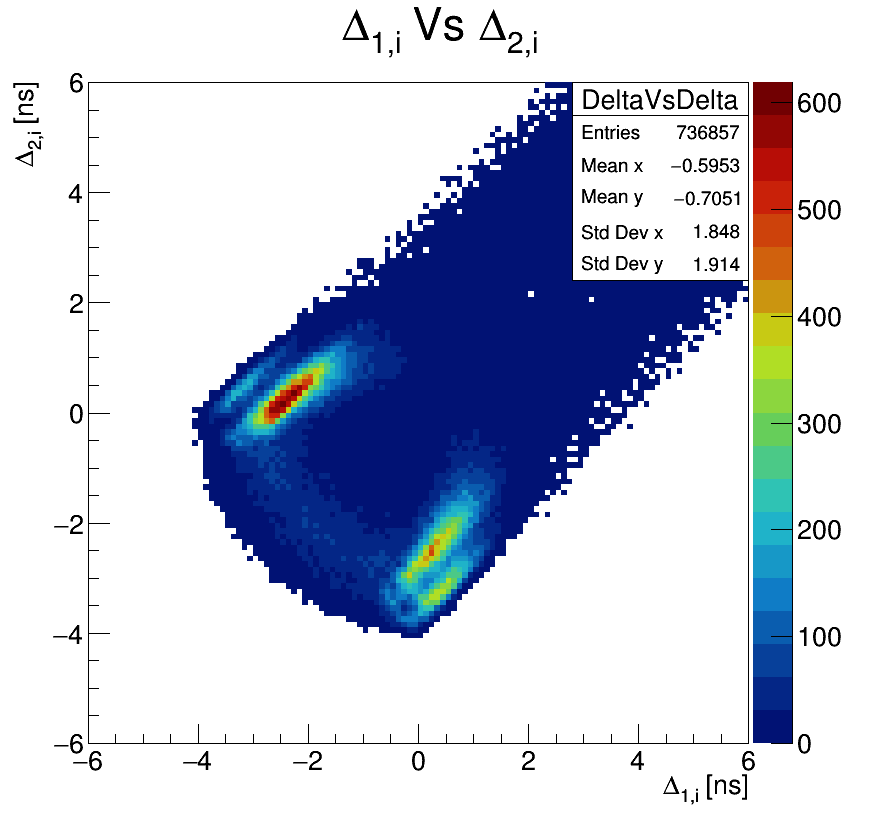 Δ1,i Vs Δ2,i
Δ2,i [ns]
6
4
2
0
−2
−4
−6
DeltaVsDelta
Entries 736857
Mean x −0.5953
Mean y −0.7051
Std Dev x 1.848
Std Dev y 1.914
600
500
400
300
200
100
0
−6 −4 −2 0 2 4 6
Δ1,i [ns]